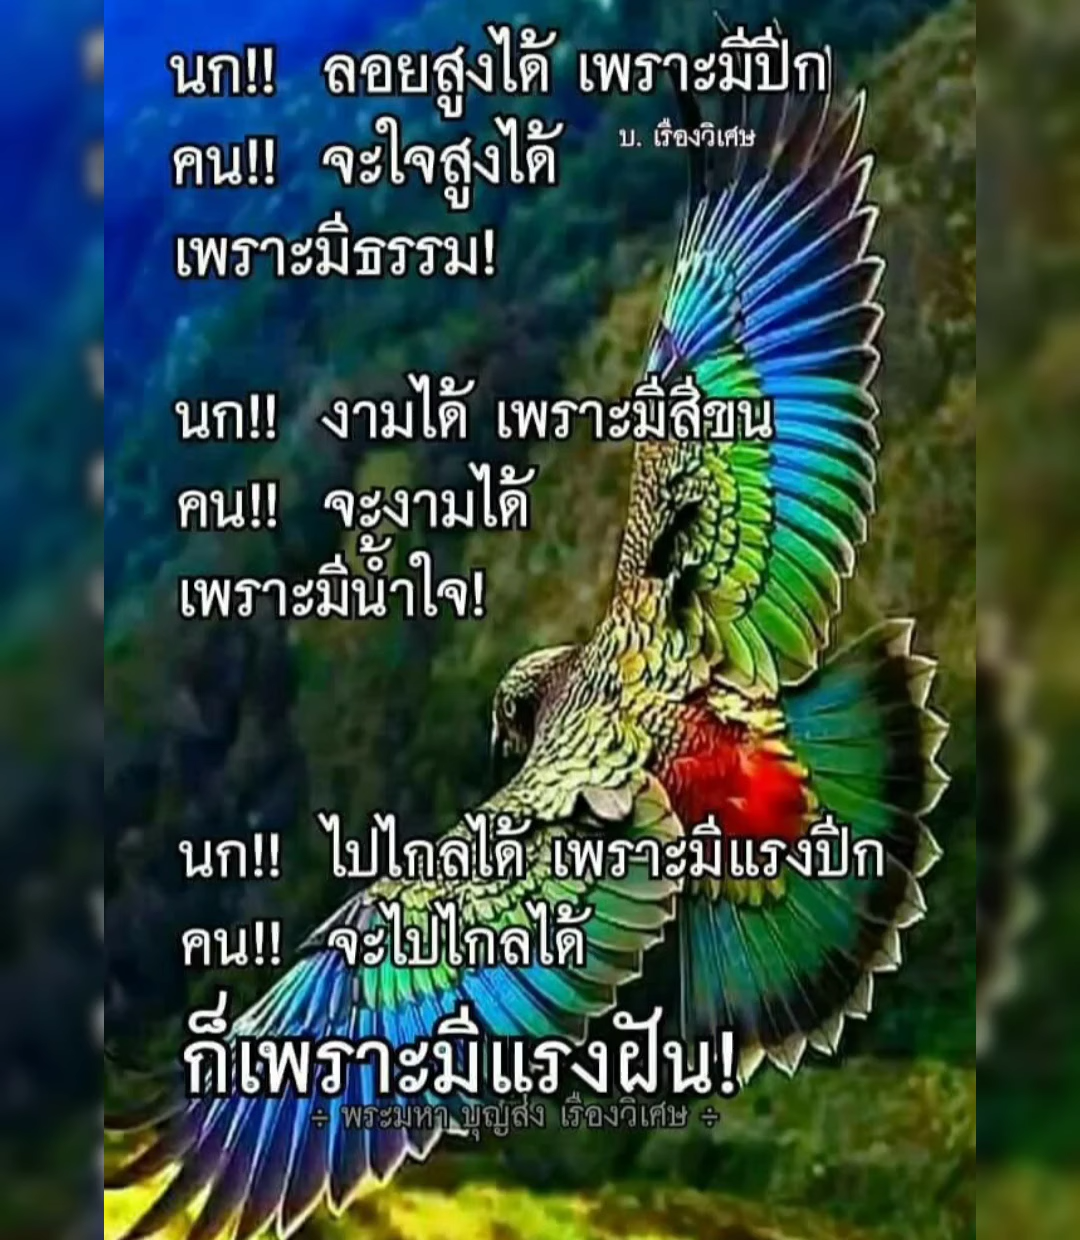 นก!! ลอยสูงได้ เพราะมีปีก
บ. เรืองวิเศษ
คน!! จะใจสูงได้
เพราะมีธรรม!
นก!! งามได้ เพราะมีสีขน
คน!! จะงามได้
เพราะมีน้ำใจ!
นก!! ไปไกลได้ เพราะมีแรงปีก
คน!! จะไปไกลได้
ก็เพราะมีแรงฝัน!
÷ พระมหา บุญส่ง เรืองวิเศษ ÷